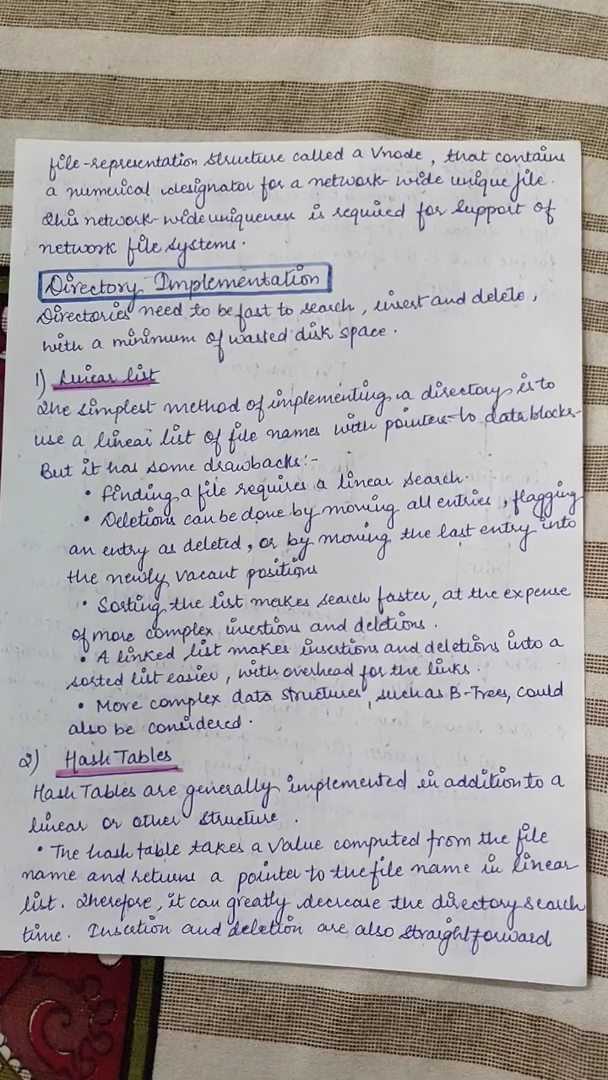 file-representation structure called a Vnode, that contains
a numerical designator for a network-wide unique file.
This network-wide uniqueness is required for support of
network file systems.
Directory Implementation
Directories need to be fast to search, insert and delete,
with a minimum of wasted disk space.
1) Linear list
The simplest method of implementing a directory is to
use a linear list of file names with pointers to data blocks
But it has some drawbacks:-
• Finding a file requires a linear search.
• Deletions can be done by moving all entries, flagging
an entry as deleted, or by moving the last entry into
the newly vacant positions
• Sorting the list makes search faster, at the expense
of more complex insertions and deletions.
• A linked list makes insertions and deletions into a
sorted list easier, with overhead for the links.
• More complex data structures, such as B-Trees, could
also be considered.
2) Hash Tables
Hash Tables are generally implemented in addition to a
linear or other structure.
• The hash table takes a value computed from the file
name and returns a pointer to the file name in linear
list. Therefore, it can greatly decrease the directory search
time. Insertion and deletion are also straightforward